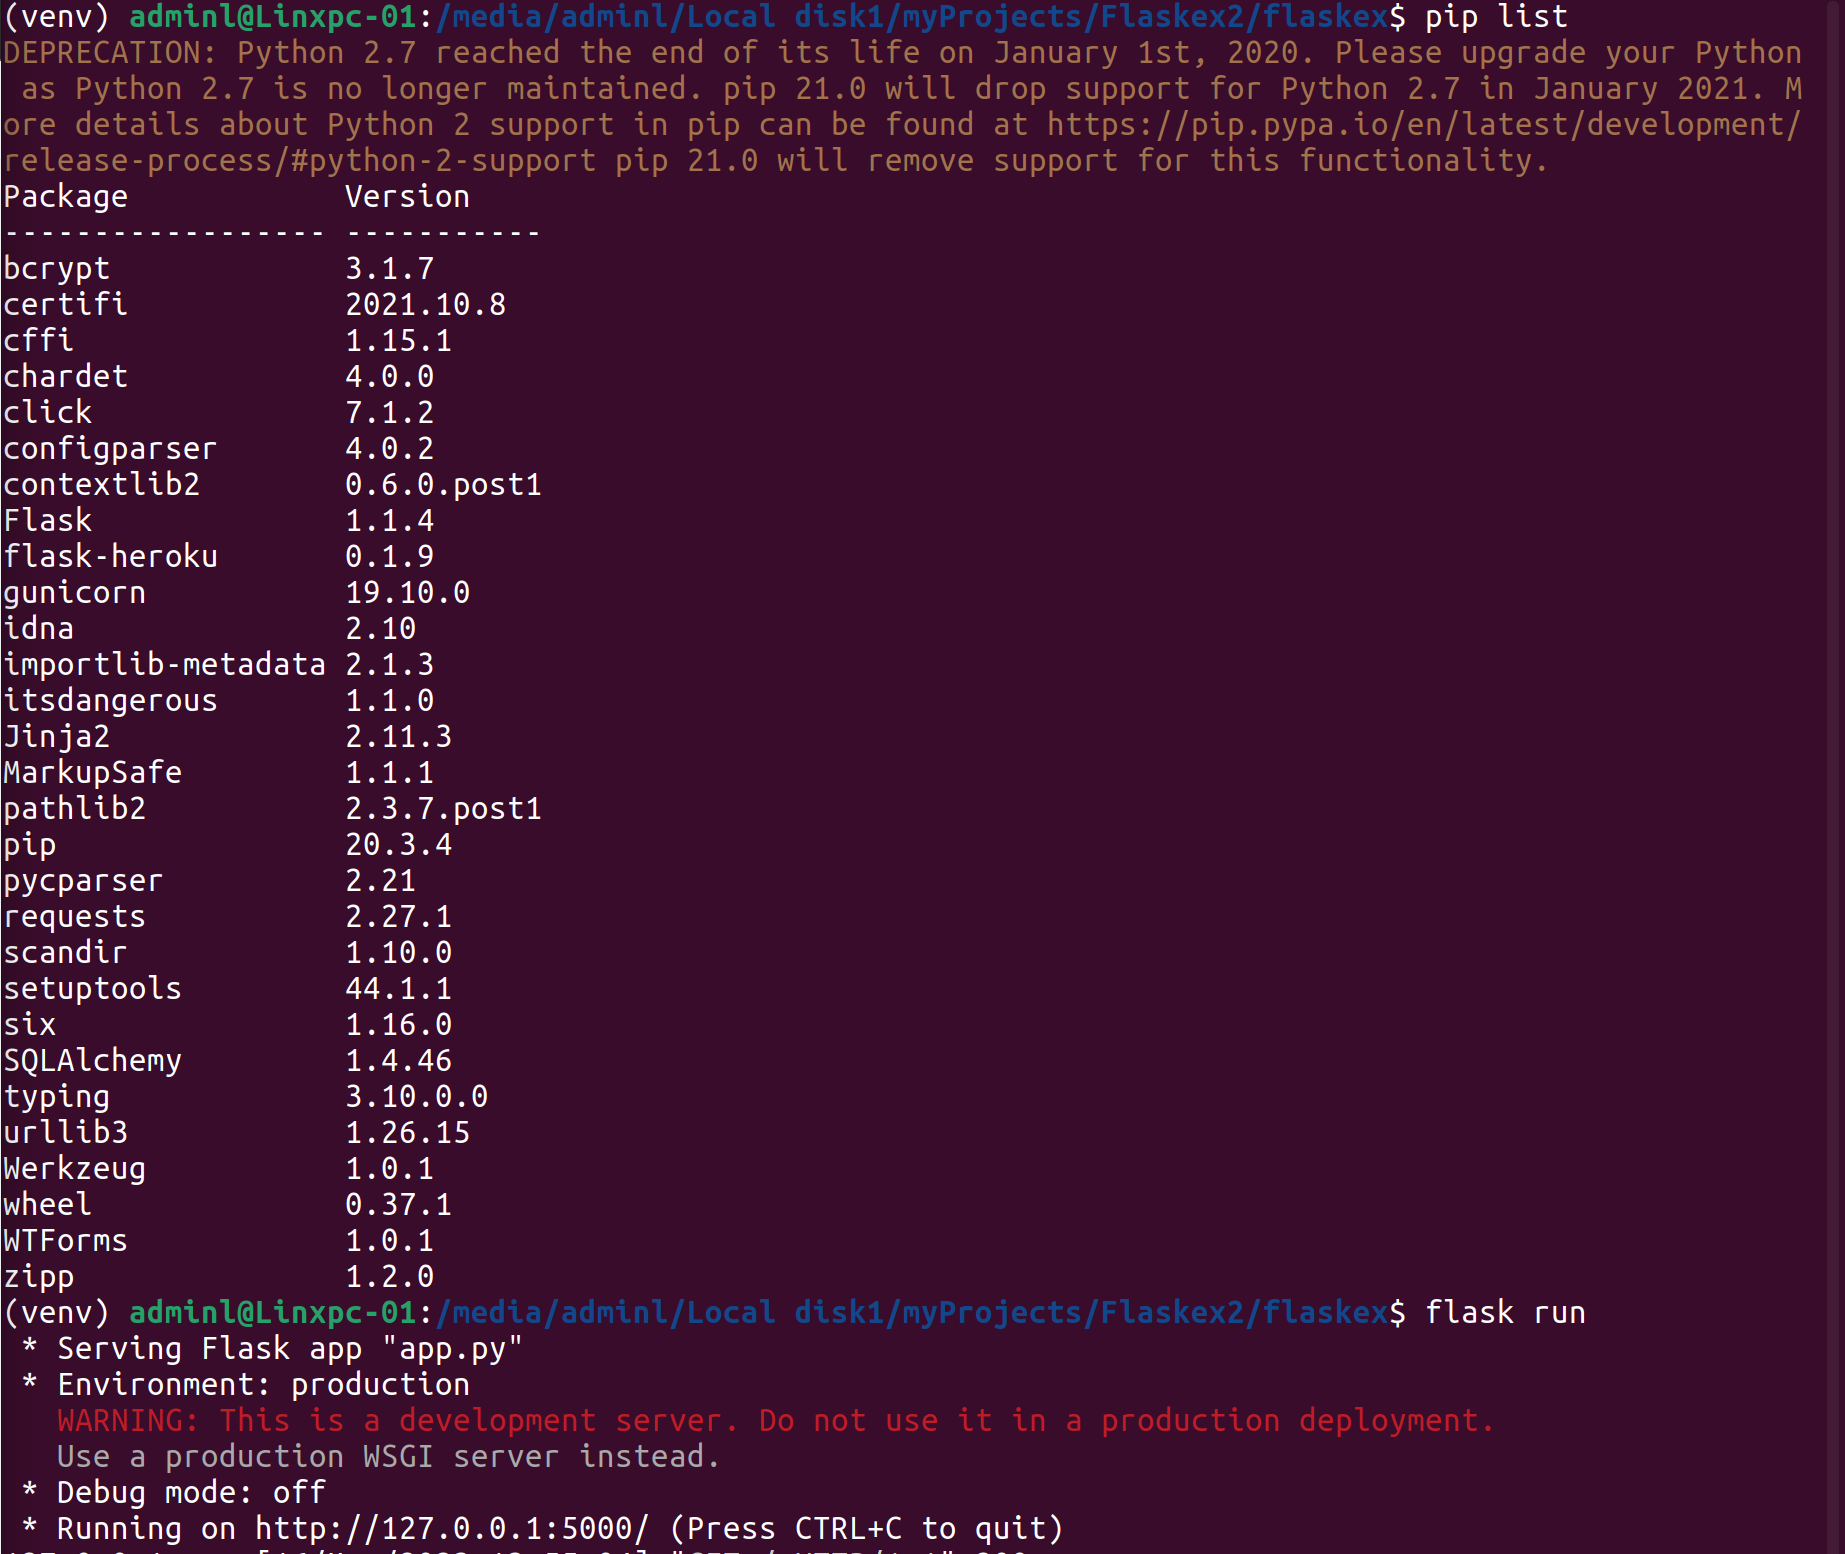 (venv) adminl@Linxpc-01:/media/adminl/Local disk1/myProjects/Flaskex2/flaskex$ pip list
DEPRECATION: Python 2.7 reached the end of its life on January 1st, 2020. Please upgrade your Python
 as Python 2.7 is no longer maintained. pip 21.0 will drop support for Python 2.7 in January 2021. M
ore details about Python 2 support in pip can be found at https://pip.pypa.io/en/latest/development/
release-process/#python-2-support pip 21.0 will remove support for this functionality.
Package            Version
------------------ -----------
bcrypt             3.1.7
certifi            2021.10.8
cffi               1.15.1
chardet            4.0.0
click              7.1.2
configparser       4.0.2
contextlib2        0.6.0.post1
Flask              1.1.4
flask-heroku       0.1.9
gunicorn           19.10.0
idna               2.10
importlib-metadata 2.1.3
itsdangerous       1.1.0
Jinja2             2.11.3
MarkupSafe         1.1.1
pathlib2           2.3.7.post1
pip                20.3.4
pycparser          2.21
requests           2.27.1
scandir            1.10.0
setuptools         44.1.1
six                1.16.0
SQLAlchemy         1.4.46
typing             3.10.0.0
urllib3            1.26.15
Werkzeug           1.0.1
wheel              0.37.1
WTForms            1.0.1
zipp               1.2.0
(venv) adminl@Linxpc-01:/media/adminl/Local disk1/myProjects/Flaskex2/flaskex$ flask run
 * Serving Flask app "app.py"
 * Environment: production
   WARNING: This is a development server. Do not use it in a production deployment.
   Use a production WSGI server instead.
 * Debug mode: off
 * Running on http://127.0.0.1:5000/ (Press CTRL+C to quit)